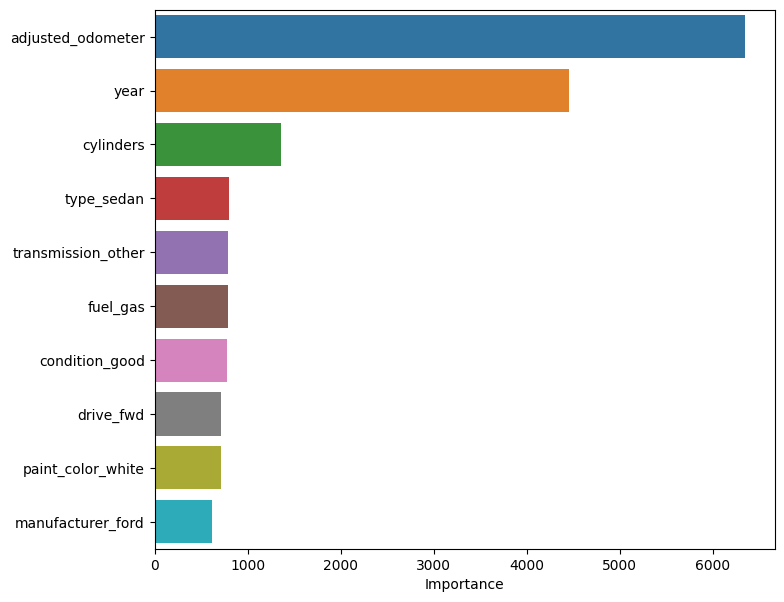 adjusted_odometer
year
cylinders
type_sedan
transmission_other
fuel_gas
condition_good
drive_fwd
paint_color_white
manufacturer_ford
0 1000 2000 3000 4000 5000 6000
Importance